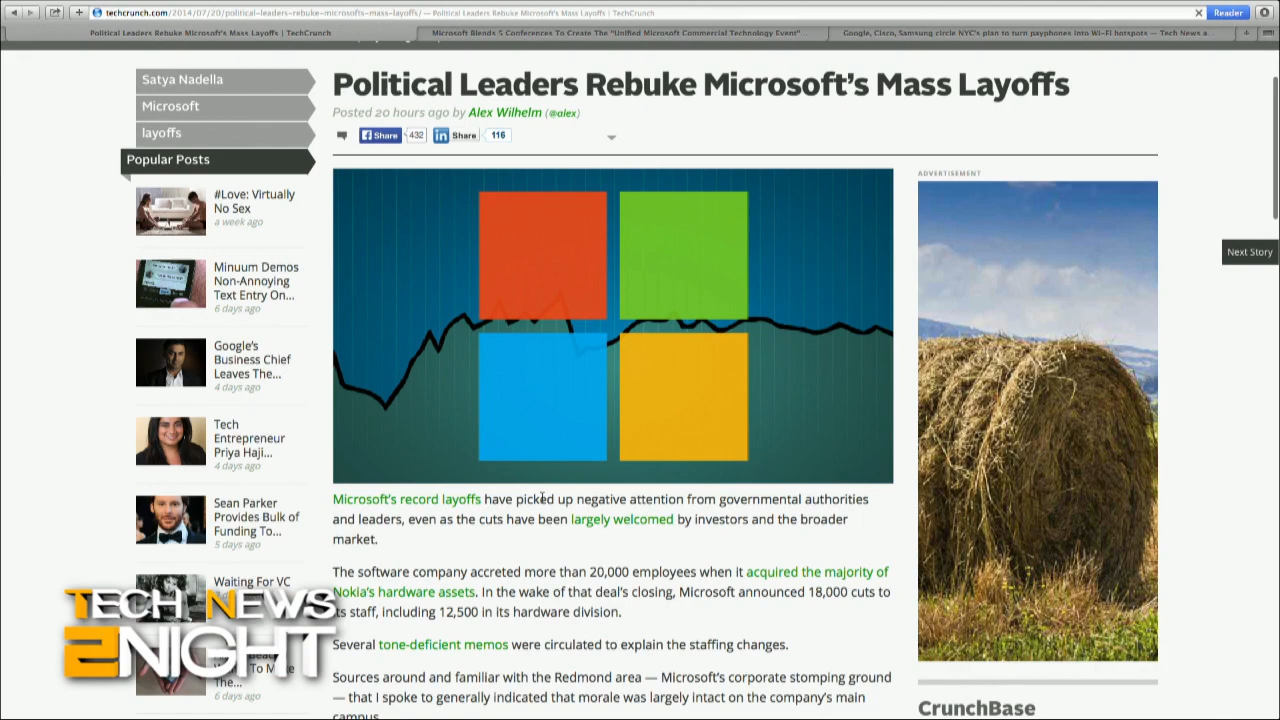 techcrunch.com/2014/07/20/political-leaders-rebuke-microsofts-mass-layoffs/ — Political Leaders Rebuke Microsoft's Mass Layoffs | TechCrunch
Reader
Political Leaders Rebuke Microsoft's Mass Layoffs | TechCrunch
Microsoft Blends 5 Conferences To Create The "Unified Microsoft Commercial Technology Event"...
Google, Cisco, Samsung circle NYC's plan to turn payphones into Wi-Fi hotspots — Tech News a...
Satya Nadella
Microsoft
layoffs
Popular Posts
#Love: Virtually
No Sex
a week ago
Minuum Demos
Non-Annoying
Text Entry On...
6 days ago
Google's
Business Chief
Leaves The...
4 days ago
Tech
Entrepreneur
Priya Haji...
4 days ago
Sean Parker
Provides Bulk of
Funding To...
5 days ago
Waiting For VC
To M
The...
6 days ago
Political Leaders Rebuke Microsoft's Mass Layoffs
Posted 20 hours ago by Alex Wilhelm (@alex)
Share 432 in Share 116
Microsoft's record layoffs have picked up negative attention from governmental authorities
and leaders, even as the cuts have been largely welcomed by investors and the broader
market.
The software company accreted more than 20,000 employees when it acquired the majority of
Nokia's hardware assets. In the wake of that deal's closing, Microsoft announced 18,000 cuts to
its staff, including 12,500 in its hardware division.
Several tone-deficient memos were circulated to explain the staffing changes.
Sources around and familiar with the Redmond area — Microsoft's corporate stomping ground
— that I spoke to generally indicated that morale was largely intact on the company's main
campus
ADVERTISEMENT
Next Story
CrunchBase
TECH NEWS
2NIGHT